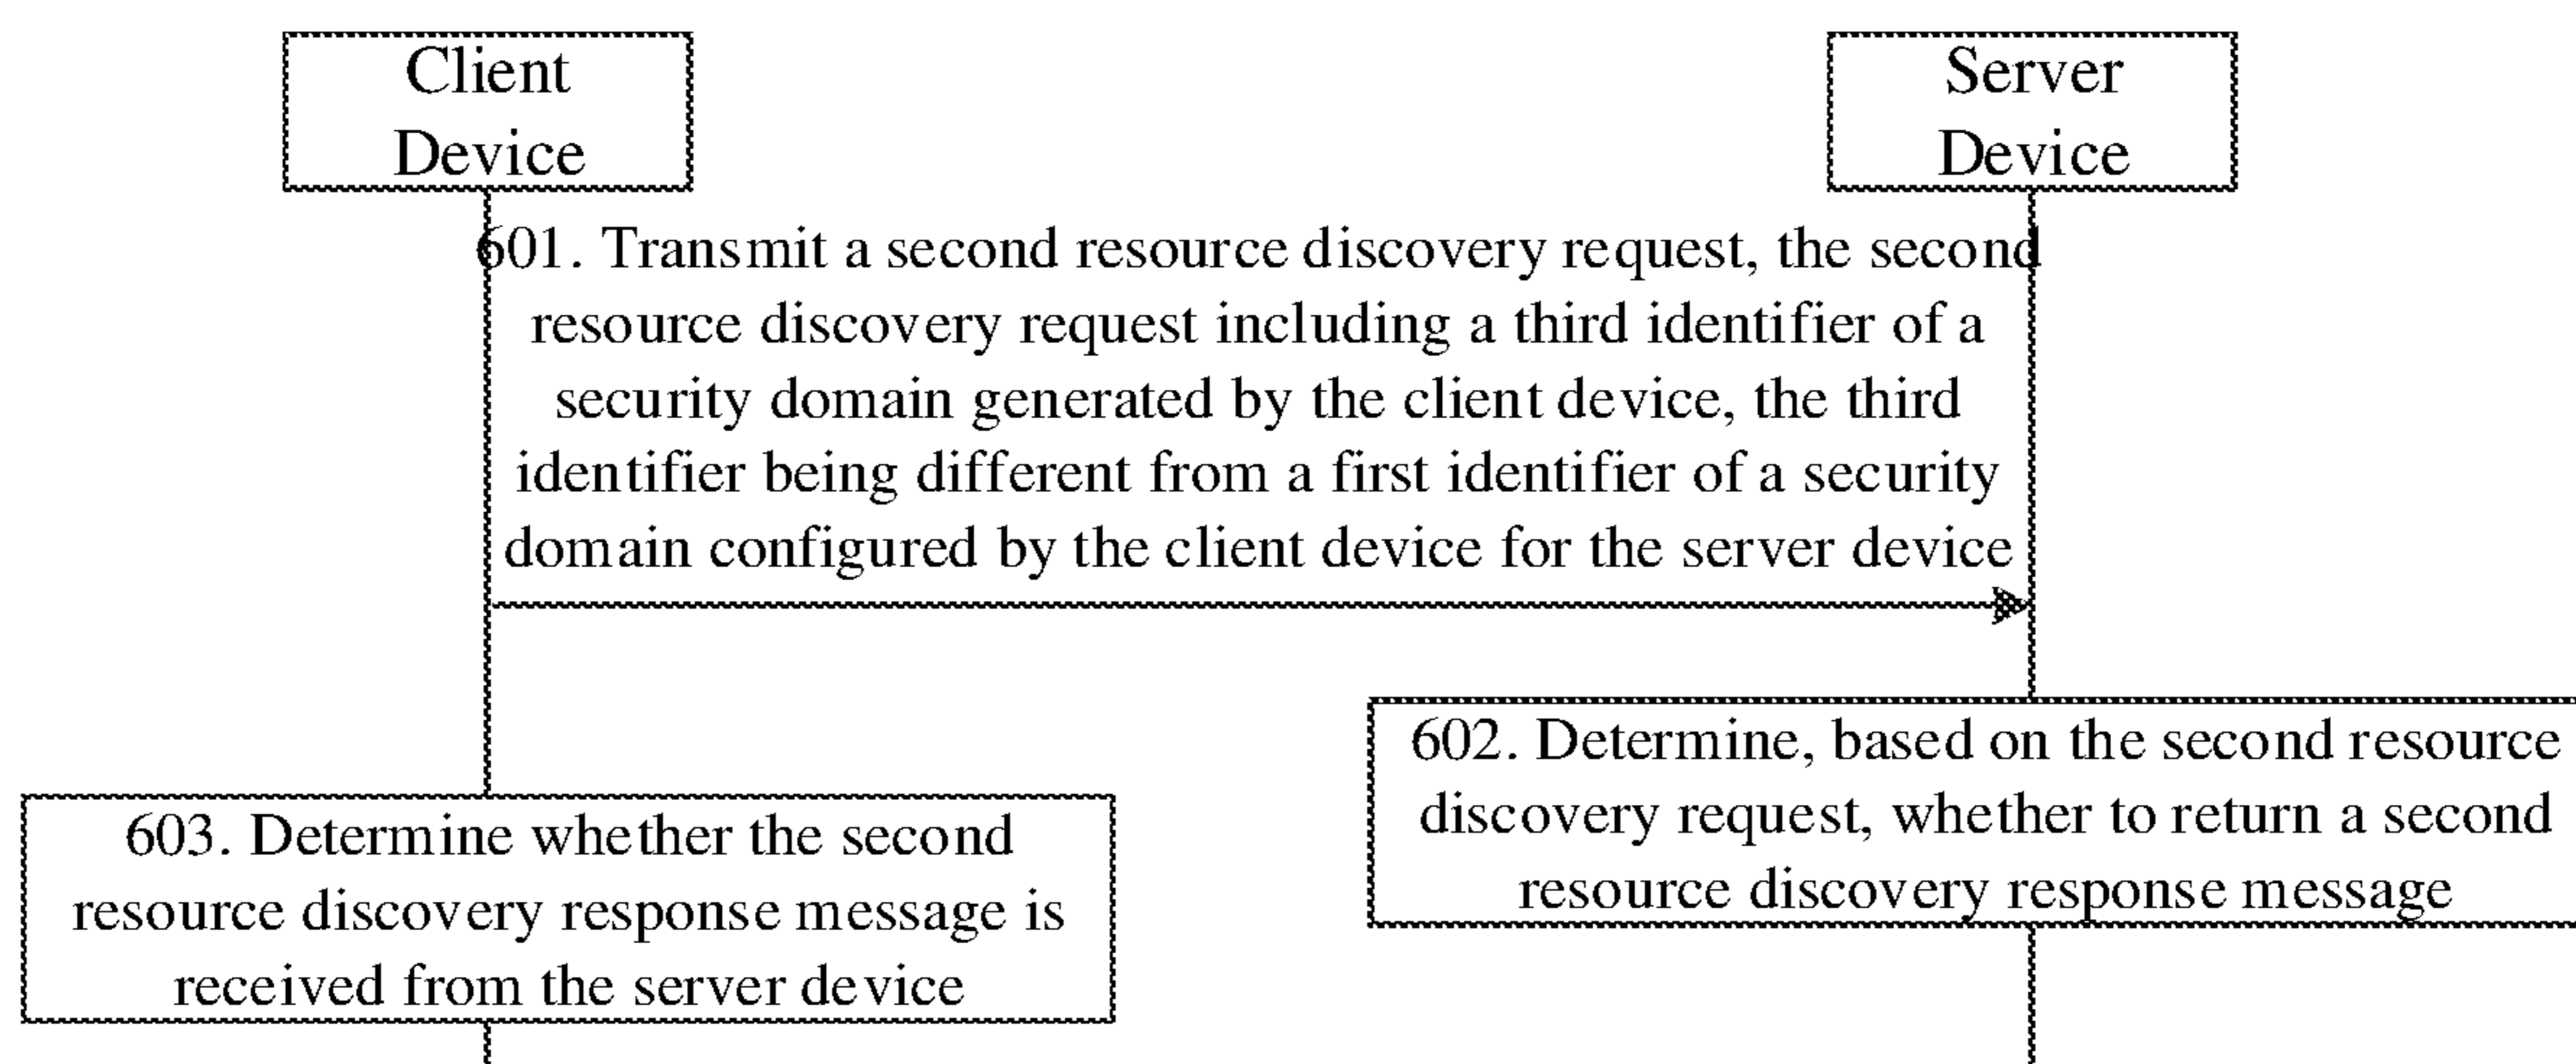 Client
Device
Server
Device
601. Transmit a second resource discovery request, the second
resource discovery request including a third identifier of a
security domain generated by the client device, the third
identifier being different from a first identifier of a security
domain configured by the client device for the server device
602. Determine, based on the second resource
discovery request, whether to return a second
resource discovery response message
603. Determine whether the second
resource discovery response message is
received from the server device